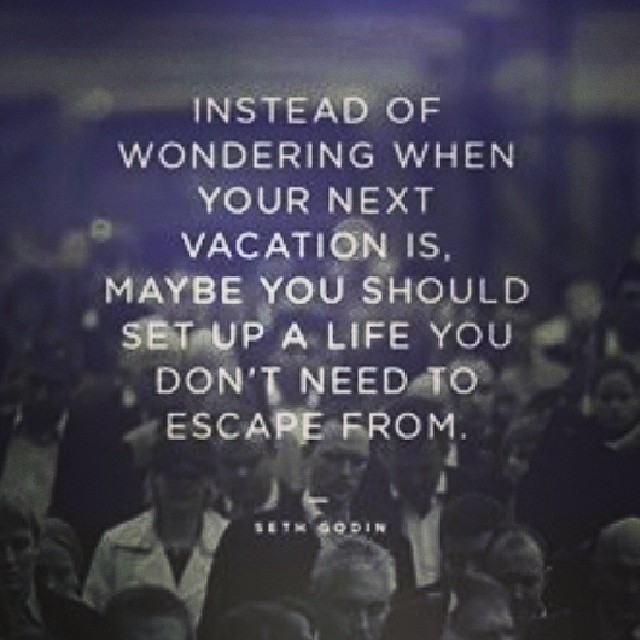 INSTEAD OF
WONDERING WHEN
YOUR NEXT
VACATION IS,
MAYBE YOU SHOULD
SET UP A LIFE YOU
DON'T NEED TO
ESCAPE FROM.
—
SETH GODIN